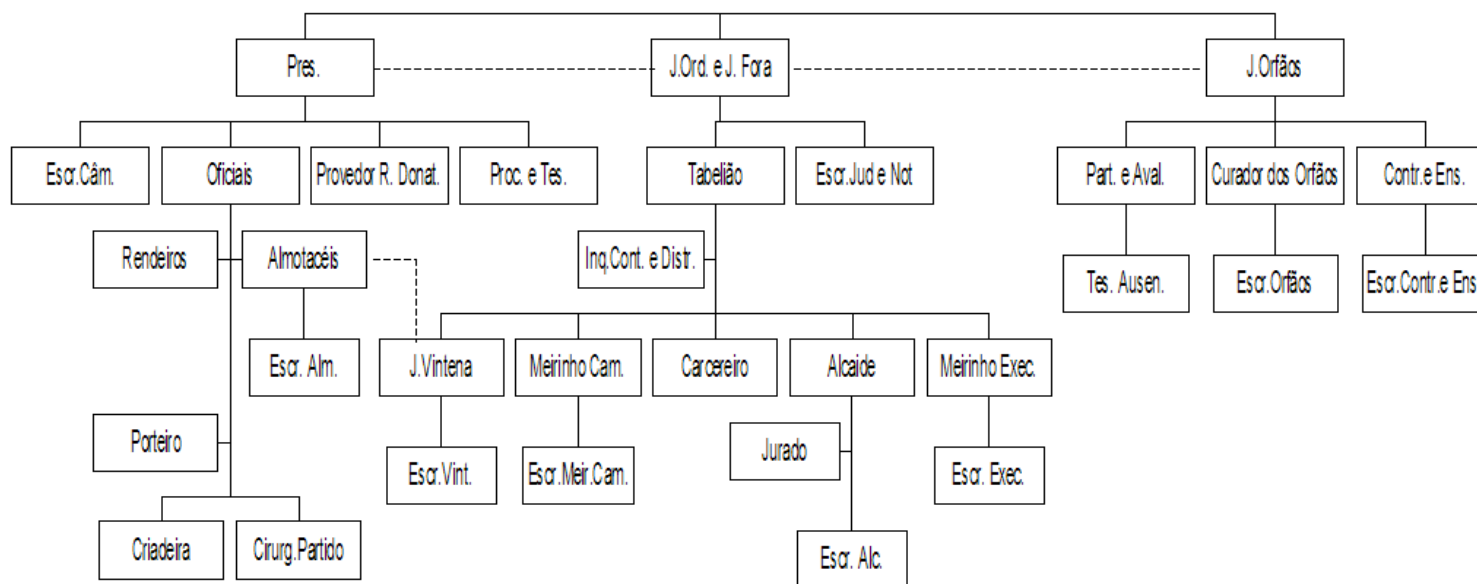 Pres.
J.Ord. e J. Fora
J.Orfãos
Escr.Câm.
Oficiais
Provedor R. Donat.
Proc. e Tes.
Tabelião
Escr.Jud e Not
Part. e Aval.
Curador dos Orfãos
Contr.e Ens.
Rendeiros
Almotacéis
Inq.Cont. e Distr.
Tes. Ausen.
Escr.Orfãos
Escr.Contr.e Ens
Escr. Alm.
J.Vintena
Meirinho Cam.
Carcereiro
Alcaide
Meirinho Exec.
Porteiro
Escr.Vint.
Escr.Meir.Cam.
Jurado
Escr. Exec.
Criadeira
Cirurg.Partido
Escr. Alc.